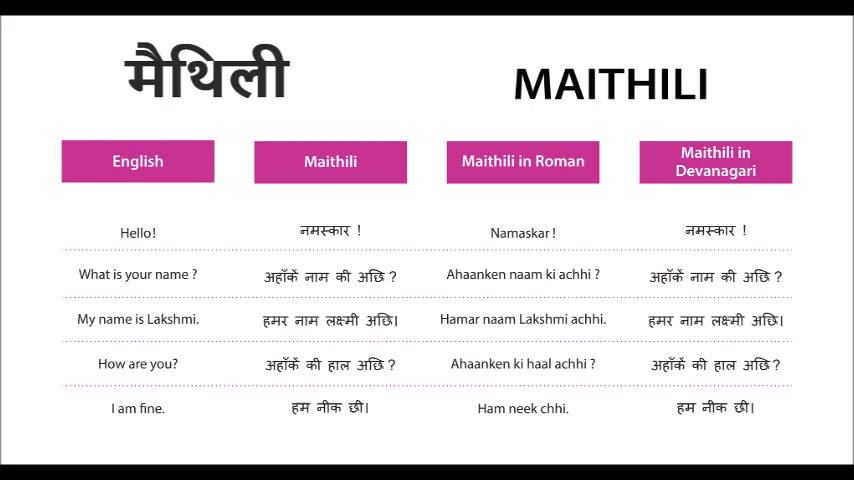 मैथिली MAITHILI
English Maithili Maithili in Roman Maithili in Devanagari
Hello! नमस्कार ! Namaskar ! नमस्कार !
What is your name ? अहाँकें नाम की अछि ? Ahaanken naam ki achhi ? अहाँकें नाम की अछि ?
My name is Lakshmi. हमर नाम लक्ष्मी अछि। Hamar naam Lakshmi achhi. हमर नाम लक्ष्मी अछि।
How are you? अहाँकें की हाल अछि ? Ahaanken ki haal achhi ? अहाँकें की हाल अछि ?
I am fine. हम नीक छी। Ham neek chhi. हम नीक छी।